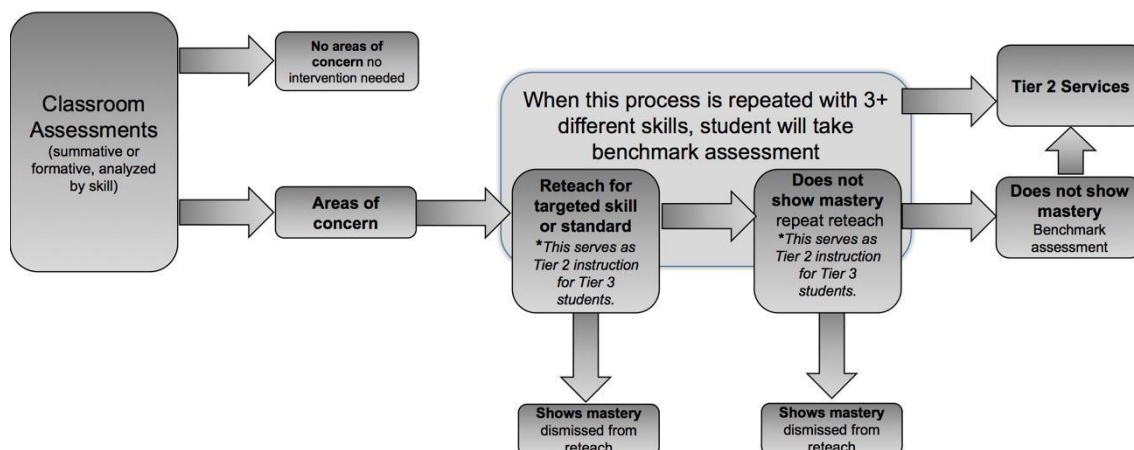 Classroom
Assessments
(summative or
formative, analyzed
by skill)
No areas of
concern no
intervention needed
Areas of
concern
When this process is repeated with 3+
different skills, student will take
benchmark assessment
Reteach for
targeted skill
or standard
*This serves as
Tier 2 instruction
for Tier 3
students.
Does not
show mastery
repeat reteach
*This serves as
Tier 2 instruction
for Tier 3
students.
Tier 2 Services
Does not show
mastery
Benchmark
assessment
Shows mastery
dismissed from
reteach
Shows mastery
dismissed from
reteach